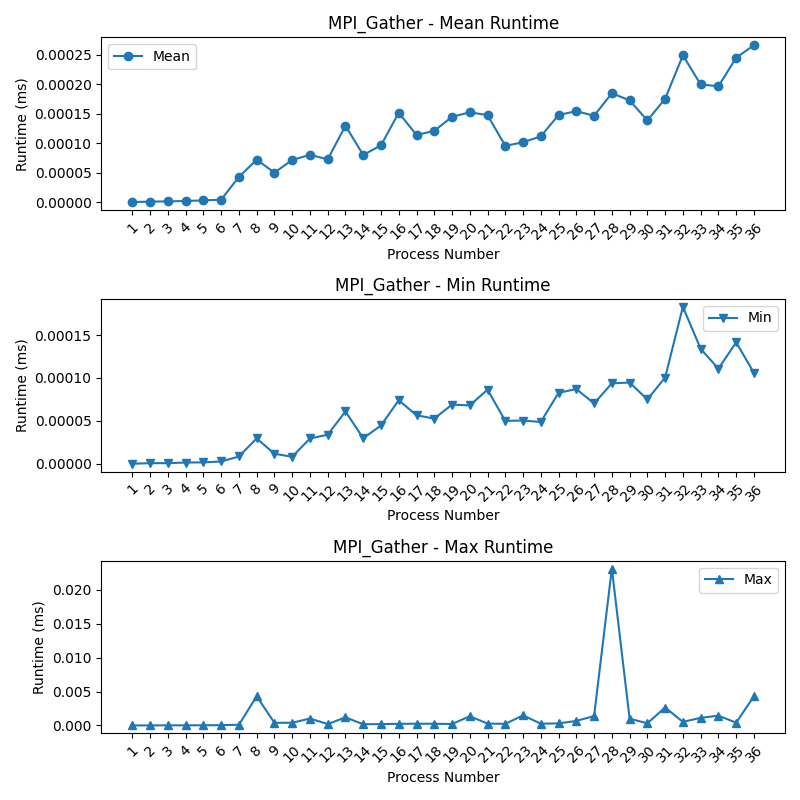 MPI_Gather - Mean Runtime
Mean
Runtime (ms)
0.00025
0.00020
0.00015
0.00010
0.00005
0.00000
1 2 3 4 5 6 7 8 9 10 11 12 13 14 15 16 17 18 19 20 21 22 23 24 25 26 27 28 29 30 31 32 33 34 35 36
Process Number
MPI_Gather - Min Runtime
Min
Runtime (ms)
0.00015
0.00010
0.00005
0.00000
1 2 3 4 5 6 7 8 9 10 11 12 13 14 15 16 17 18 19 20 21 22 23 24 25 26 27 28 29 30 31 32 33 34 35 36
Process Number
MPI_Gather - Max Runtime
Max
Runtime (ms)
0.020
0.015
0.010
0.005
0.000
1 2 3 4 5 6 7 8 9 10 11 12 13 14 15 16 17 18 19 20 21 22 23 24 25 26 27 28 29 30 31 32 33 34 35 36
Process Number